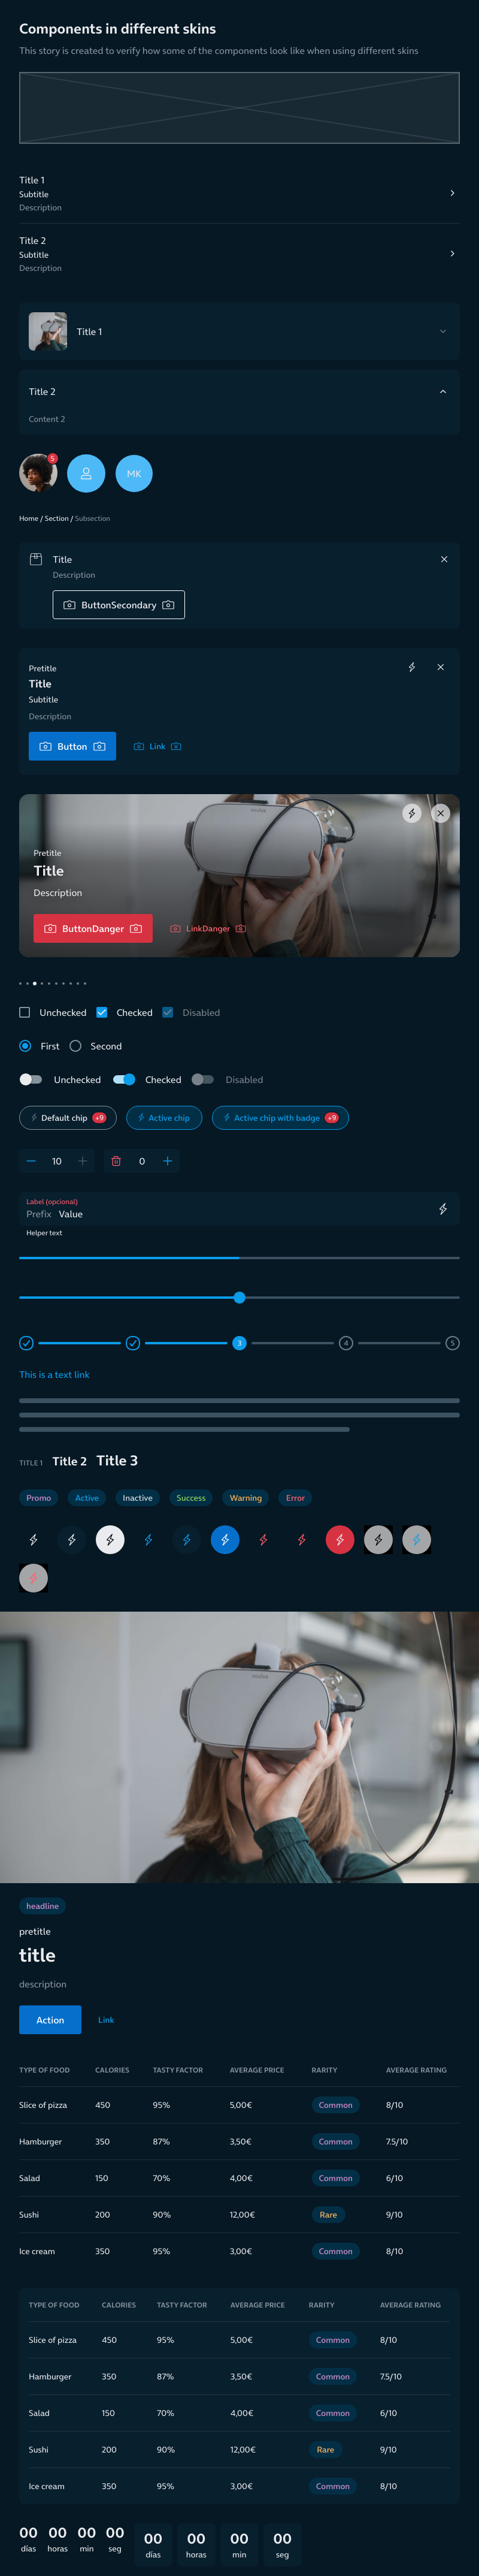 Components in different skins
This story is created to verify how some of the components look like when using different skins
Title 1
Subtitle
Description
Title 2
Subtitle
Description
Title 1
Title 2
Content 2
5
MK
Home / Section / Subsection
Title
Description
ButtonSecondary
Pretitle
Title
Subtitle
Description
Button Link
oculus
Pretitle
Title
Description
ButtonDanger LinkDanger
Unchecked Checked Disabled
First Second
Unchecked Checked Disabled
Default chip +9 Active chip Active chip with badge +9
10 0
Label (opcional)
Prefix Value
Helper text
3 4 5
This is a text link
TITLE 1 Title 2 Title 3
Promo Active Inactive Success Warning Error
oculus
headline
pretitle
title
description
Action Link
TYPE OF FOOD CALORIES TASTY FACTOR AVERAGE PRICE RARITY AVERAGE RATING
Slice of pizza 450 95% 5,00€ Common 8/10
Hamburger 350 87% 3,50€ Common 7.5/10
Salad 150 70% 4,00€ Common 6/10
Sushi 200 90% 12,00€ Rare 9/10
Ice cream 350 95% 3,00€ Common 8/10
TYPE OF FOOD CALORIES TASTY FACTOR AVERAGE PRICE RARITY AVERAGE RATING
Slice of pizza 450 95% 5,00€ Common 8/10
Hamburger 350 87% 3,50€ Common 7.5/10
Salad 150 70% 4,00€ Common 6/10
Sushi 200 90% 12,00€ Rare 9/10
Ice cream 350 95% 3,00€ Common 8/10
00 00 00 00 00 00 00 00
días horas min seg días horas min seg